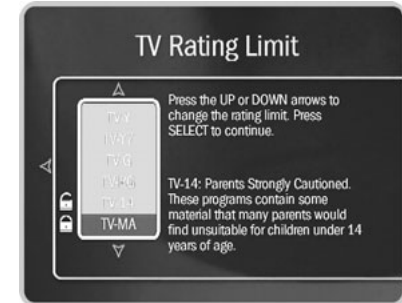 TV Rating Limit
Press the UP or DOWN arrows to
change the rating limit. Press
SELECT to continue.
TV-Y
TV-Y7
TV-G
TV-PG
TV-14
TV-MA
TV-14: Parents Strongly Cautioned.
These programs contain some
material that many parents would
find unsuitable for children under 14
years of age.